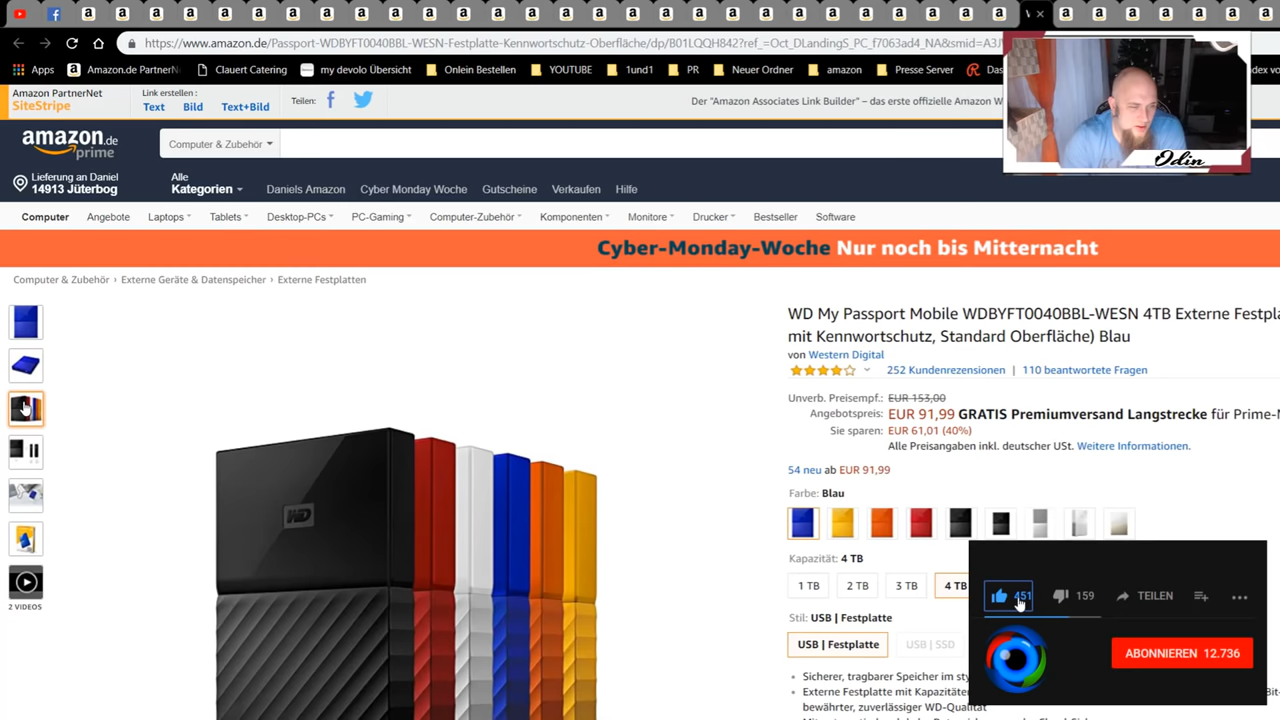 https://www.amazon.de/Passport-WDBYFT0040BBL-WESN-Festplatte-Kennwortschutz-Oberfläche/dp/B01LQQH842?ref_=Oct_DLandingS_PC_f7063ad4_NA&smid=A3J
Apps
Amazon.de PartnerN
Clauert Catering
my devolo Übersicht
Onlein Bestellen
YOUTUBE
1und1
PR
Neuer Ordner
amazon
Presse Server
Das
ndex vo
Amazon PartnerNet
SiteStripe
Link erstellen:
Text
Bild
Text+Bild
Teilen:
Der "Amazon Associates Link Builder" – das erste offizielle Amazon W
Odin
amazon.de
prime
Computer & Zubehör
Lieferung an Daniel
14913 Jüterbog
Alle
Kategorien
Daniels Amazon
Cyber Monday Woche
Gutscheine
Verkaufen
Hilfe
Computer
Angebote
Laptops
Tablets
Desktop-PCs
PC-Gaming
Computer-Zubehör
Komponenten
Monitore
Drucker
Bestseller
Software
Cyber-Monday-Woche Nur noch bis Mitternacht
Computer & Zubehör › Externe Geräte & Datenspeicher › Externe Festplatten
WD My Passport Mobile WDBYFT0040BBL-WESN 4TB Externe Festpla
mit Kennwortschutz, Standard Oberfläche) Blau
von Western Digital
252 Kundenrezensionen | 110 beantwortete Fragen
Unverb. Preisempf.: EUR 153,00
Angebotspreis: EUR 91,99 GRATIS Premiumversand Langstrecke für Prime-M
Sie sparen: EUR 61,01 (40%)
Alle Preisangaben inkl. deutscher USt. Weitere Informationen.
54 neu ab EUR 91,99
Farbe: Blau
Kapazität: 4 TB
1 TB
2 TB
3 TB
4 TB
Stil: USB | Festplatte
USB | Festplatte
USB | SSD
Sicherer, tragbarer Speicher im sty
Externe Festplatte mit Kapazitäten
Bit-
bewährter, zuverlässiger WD-Qualität
2 VIDEOS
WD
451
159
TEILEN
ABONNIEREN 12.736